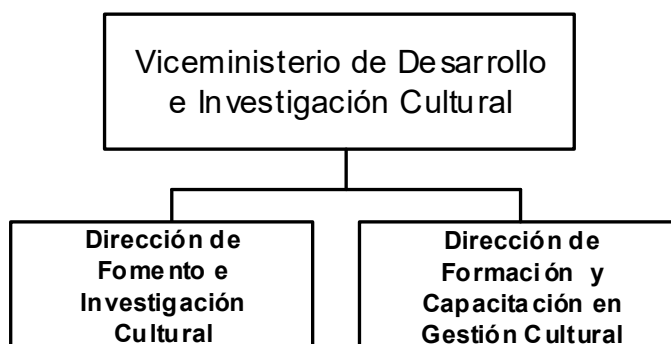 Viceministerio de Desarrollo
e Investigación Cultural
Dirección de
Fomento e
Investigación
Cultural
Dirección de
Formación y
Capacitación en
Gestión Cultural